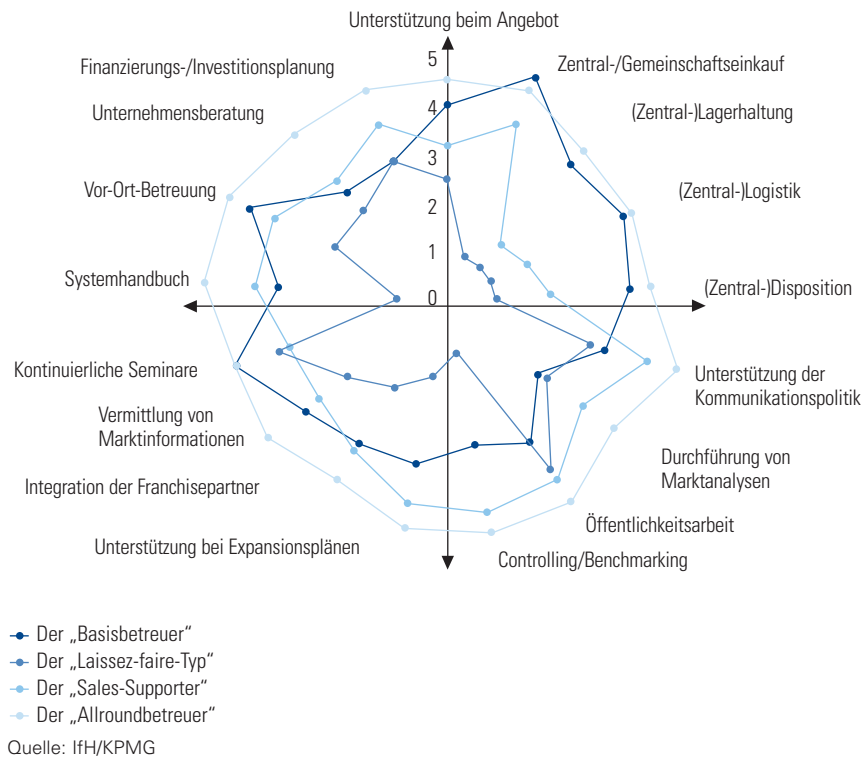 Unterstützung beim Angebot
Finanzierungs-/Investitionsplanung
5
Zentral-/Gemeinschaftseinkauf
Unternehmensberatung
4
(Zentral-)Lagerhaltung
3
Vor-Ort-Betreuung
2
(Zentral-)Logistik
1
Systemhandbuch
0
(Zentral-)Disposition
Kontinuierliche Seminare
Unterstützung der
Kommunikationspolitik
Vermittlung von
Marktinformationen
Durchführung von
Marktanalysen
Integration der Franchisepartner
Öffentlichkeitsarbeit
Unterstützung bei Expansionsplänen
Controlling/Benchmarking
Der „Basisbetreuer“
Der „Laissez-faire-Typ“
Der „Sales-Supporter“
Der „Allroundbetreuer“
Quelle: IfH/KPMG